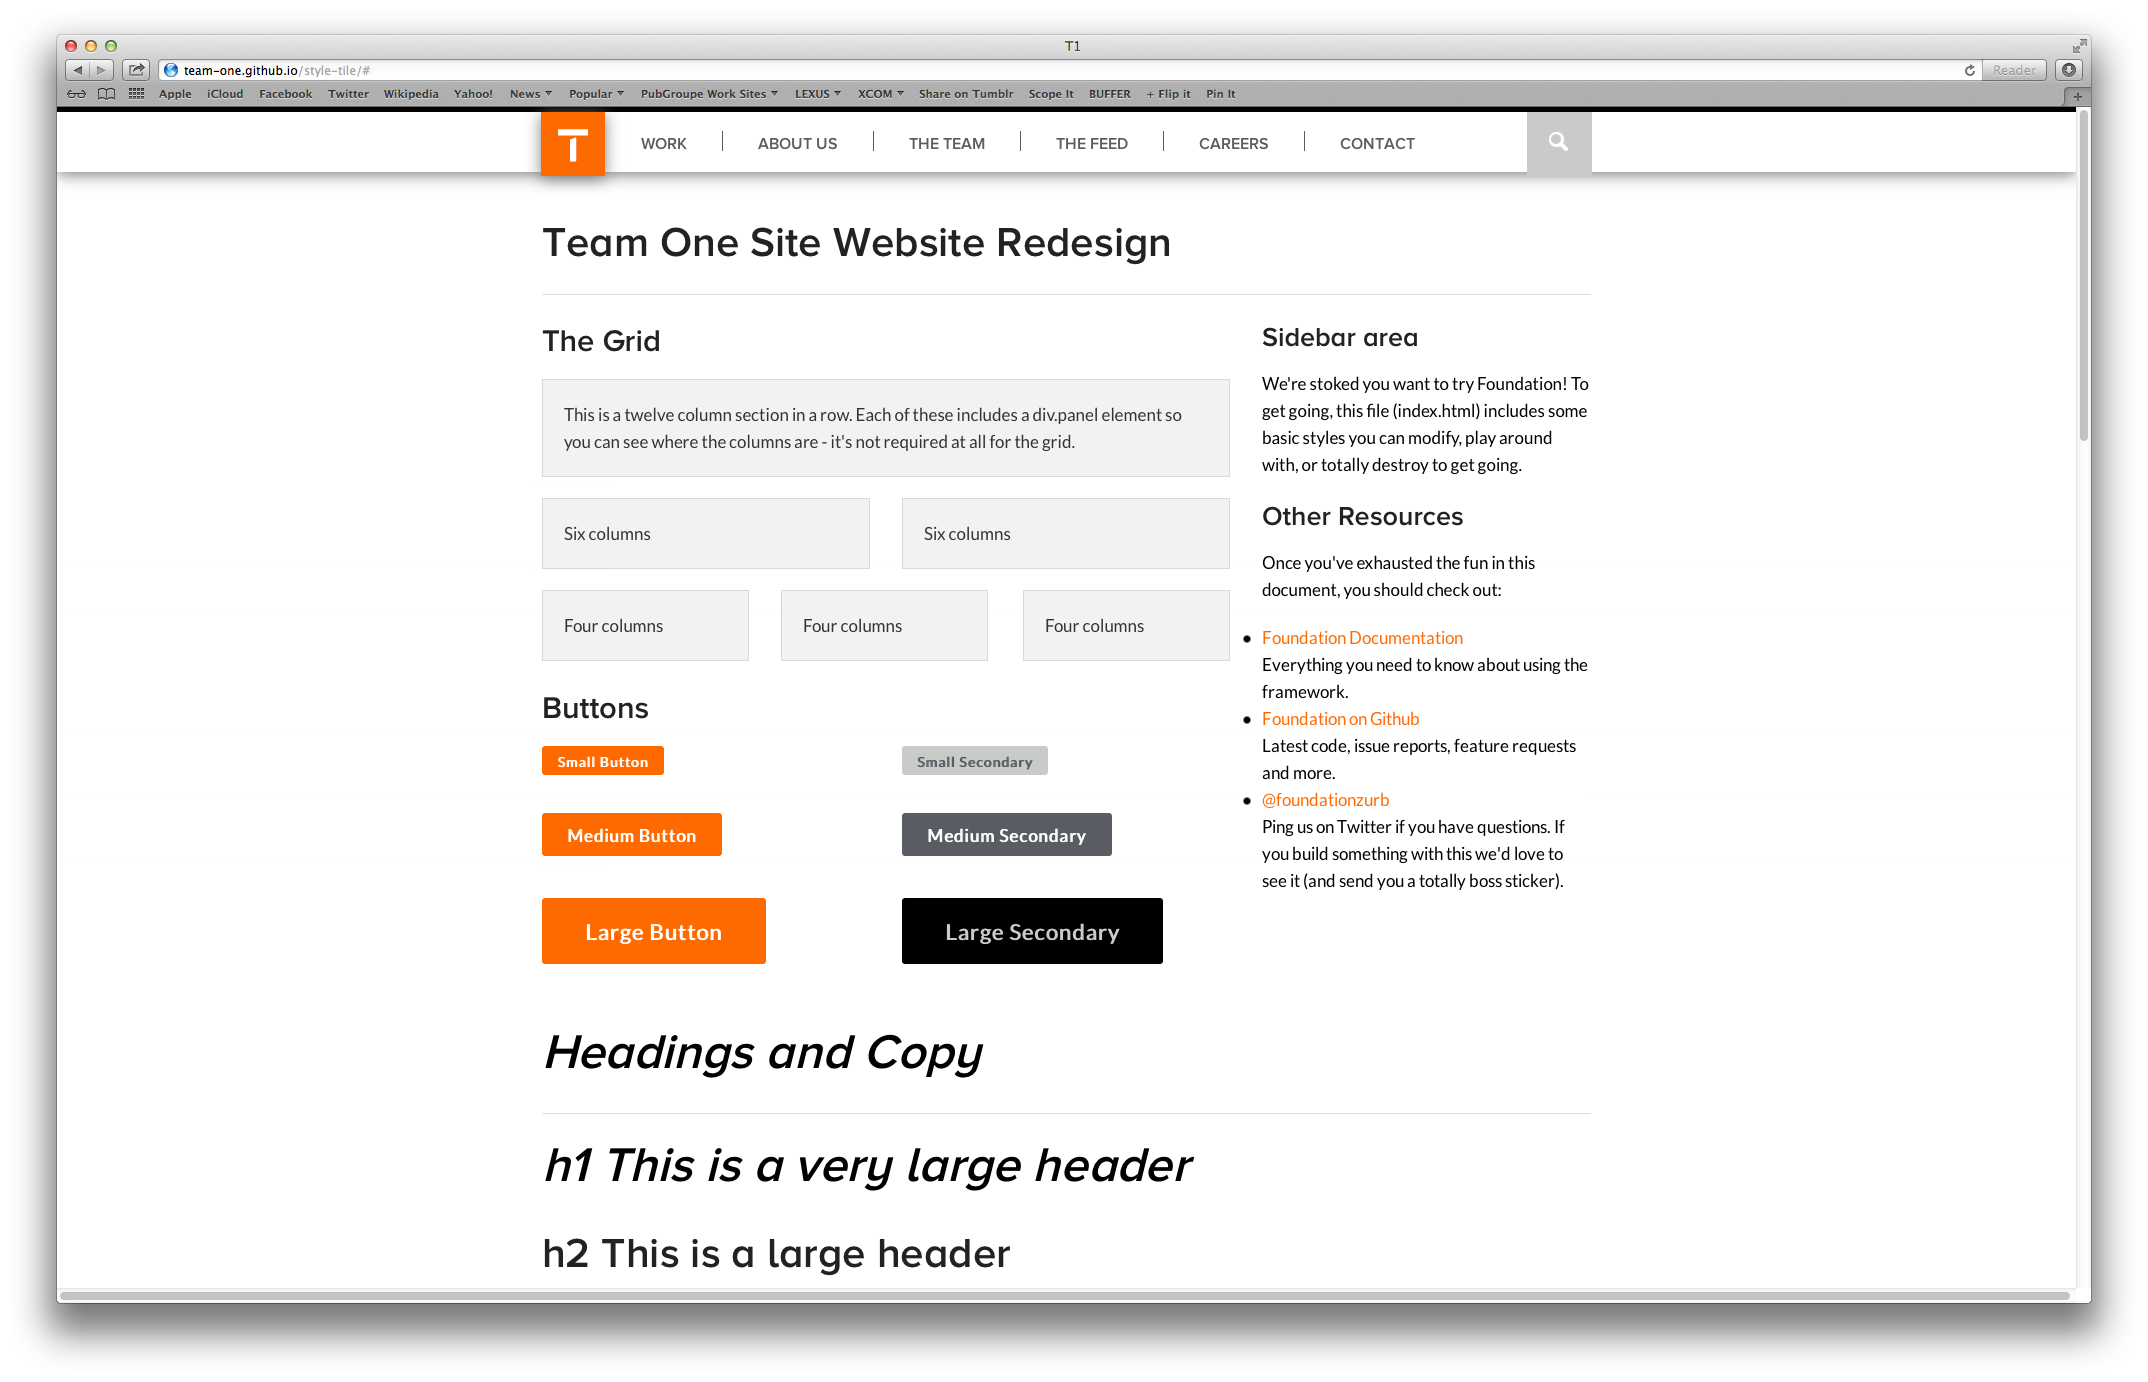 T1
team-one.github.io/style-tile/#
Reader
Apple iCloud Facebook Twitter Wikipedia Yahoo! News Popular PubGroupe Work Sites LEXUS XCOM Share on Tumblr Scope It BUFFER + Flip it Pin It
T WORK ABOUT US THE TEAM THE FEED CAREERS CONTACT
Team One Site Website Redesign
The Grid
This is a twelve column section in a row. Each of these includes a div.panel element so
you can see where the columns are - it's not required at all for the grid.
Six columns
Six columns
Four columns
Four columns
Four columns
Buttons
Small Button
Small Secondary
Medium Button
Medium Secondary
Large Button
Large Secondary
Sidebar area
We're stoked you want to try Foundation! To
get going, this file (index.html) includes some
basic styles you can modify, play around
with, or totally destroy to get going.
Other Resources
Once you've exhausted the fun in this
document, you should check out:
Foundation Documentation
Everything you need to know about using the
framework.
Foundation on Github
Latest code, issue reports, feature requests
and more.
@foundationzurb
Ping us on Twitter if you have questions. If
you build something with this we'd love to
see it (and send you a totally boss sticker).
Headings and Copy
h1 This is a very large header
h2 This is a large header